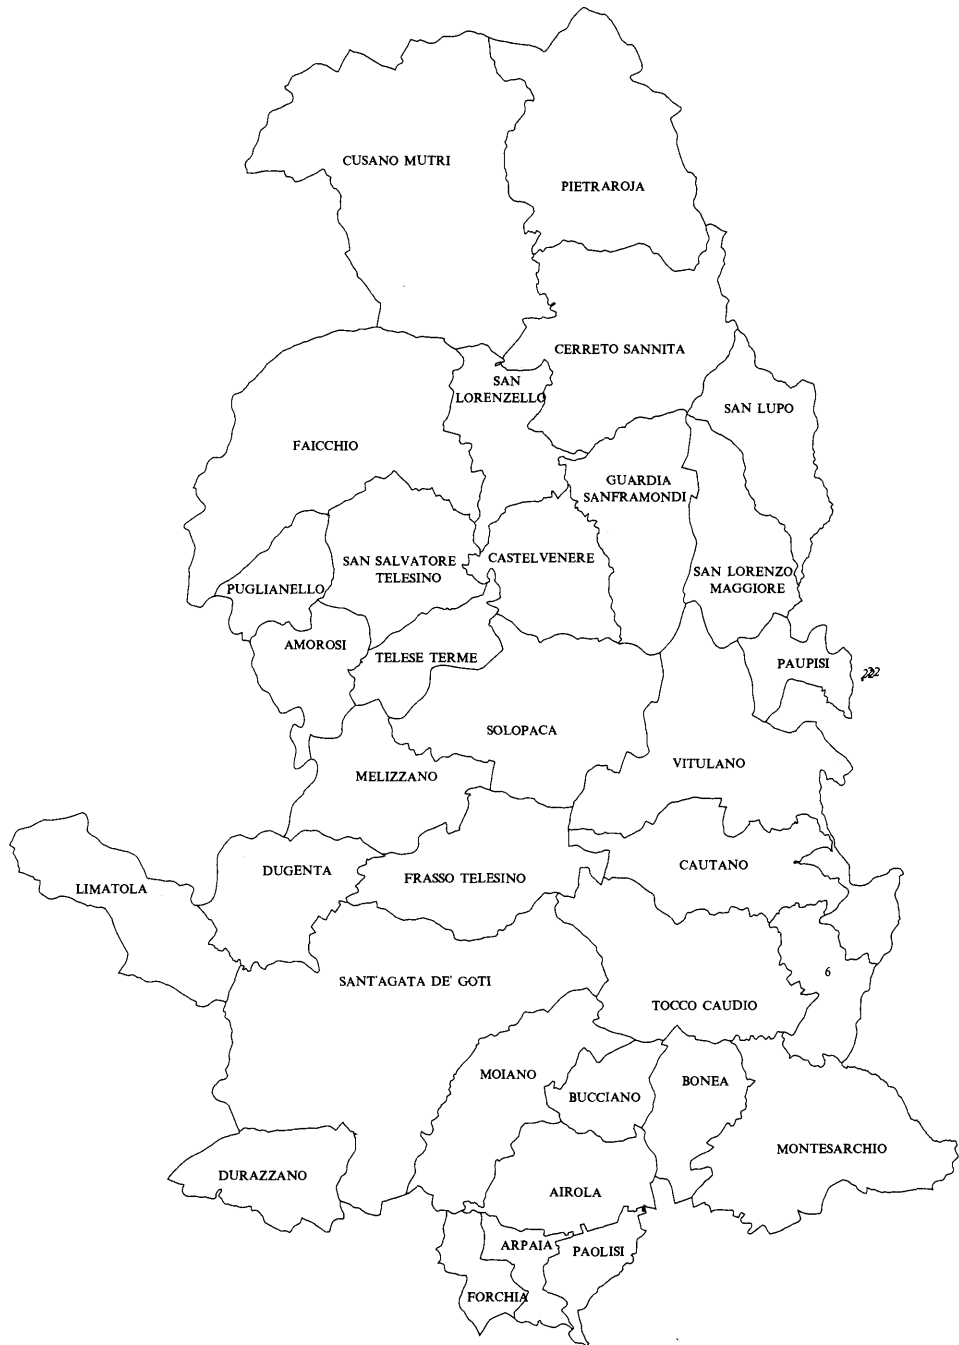 CUSANO MUTRI
PIETRAROJA
CERRETO SANNITA
SAN
LORENZELLO
SAN LUPO
FAICCHIO
GUARDIA
SANFRAMONDI
CASTELVENERE
SAN SALVATORE
TELESINO
SAN LORENZO
MAGGIORE
PUGLIANELLO
AMOROSI
TELESE TERME
PAUPISI
SOLOPACA
VITULANO
MELIZZANO
CAUTANO
DUGENTA
FRASSO TELESINO
LIMATOLA
6
SANT'AGATA DE' GOTI
TOCCO CAUDIO
MOIANO
BONEA
BUCCIANO
MONTESARCHIO
DURAZZANO
AIROLA
ARPAIA
PAOLISI
FORCHIA